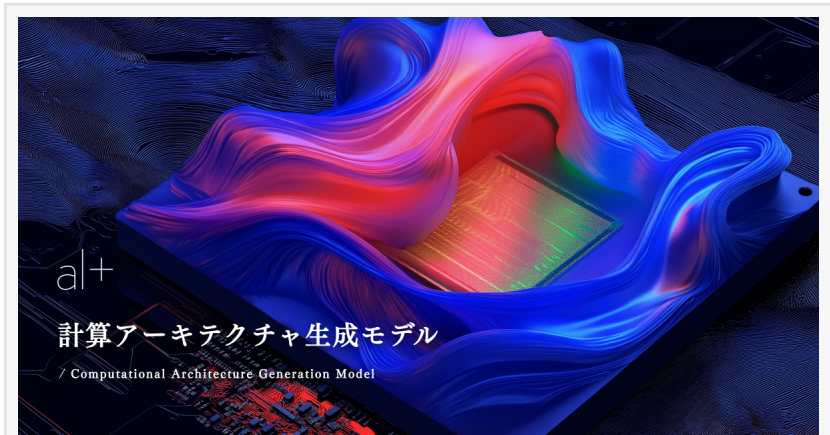 al+
計算アーキテクチャ生成モデル
/ Computational Architecture Generation Model